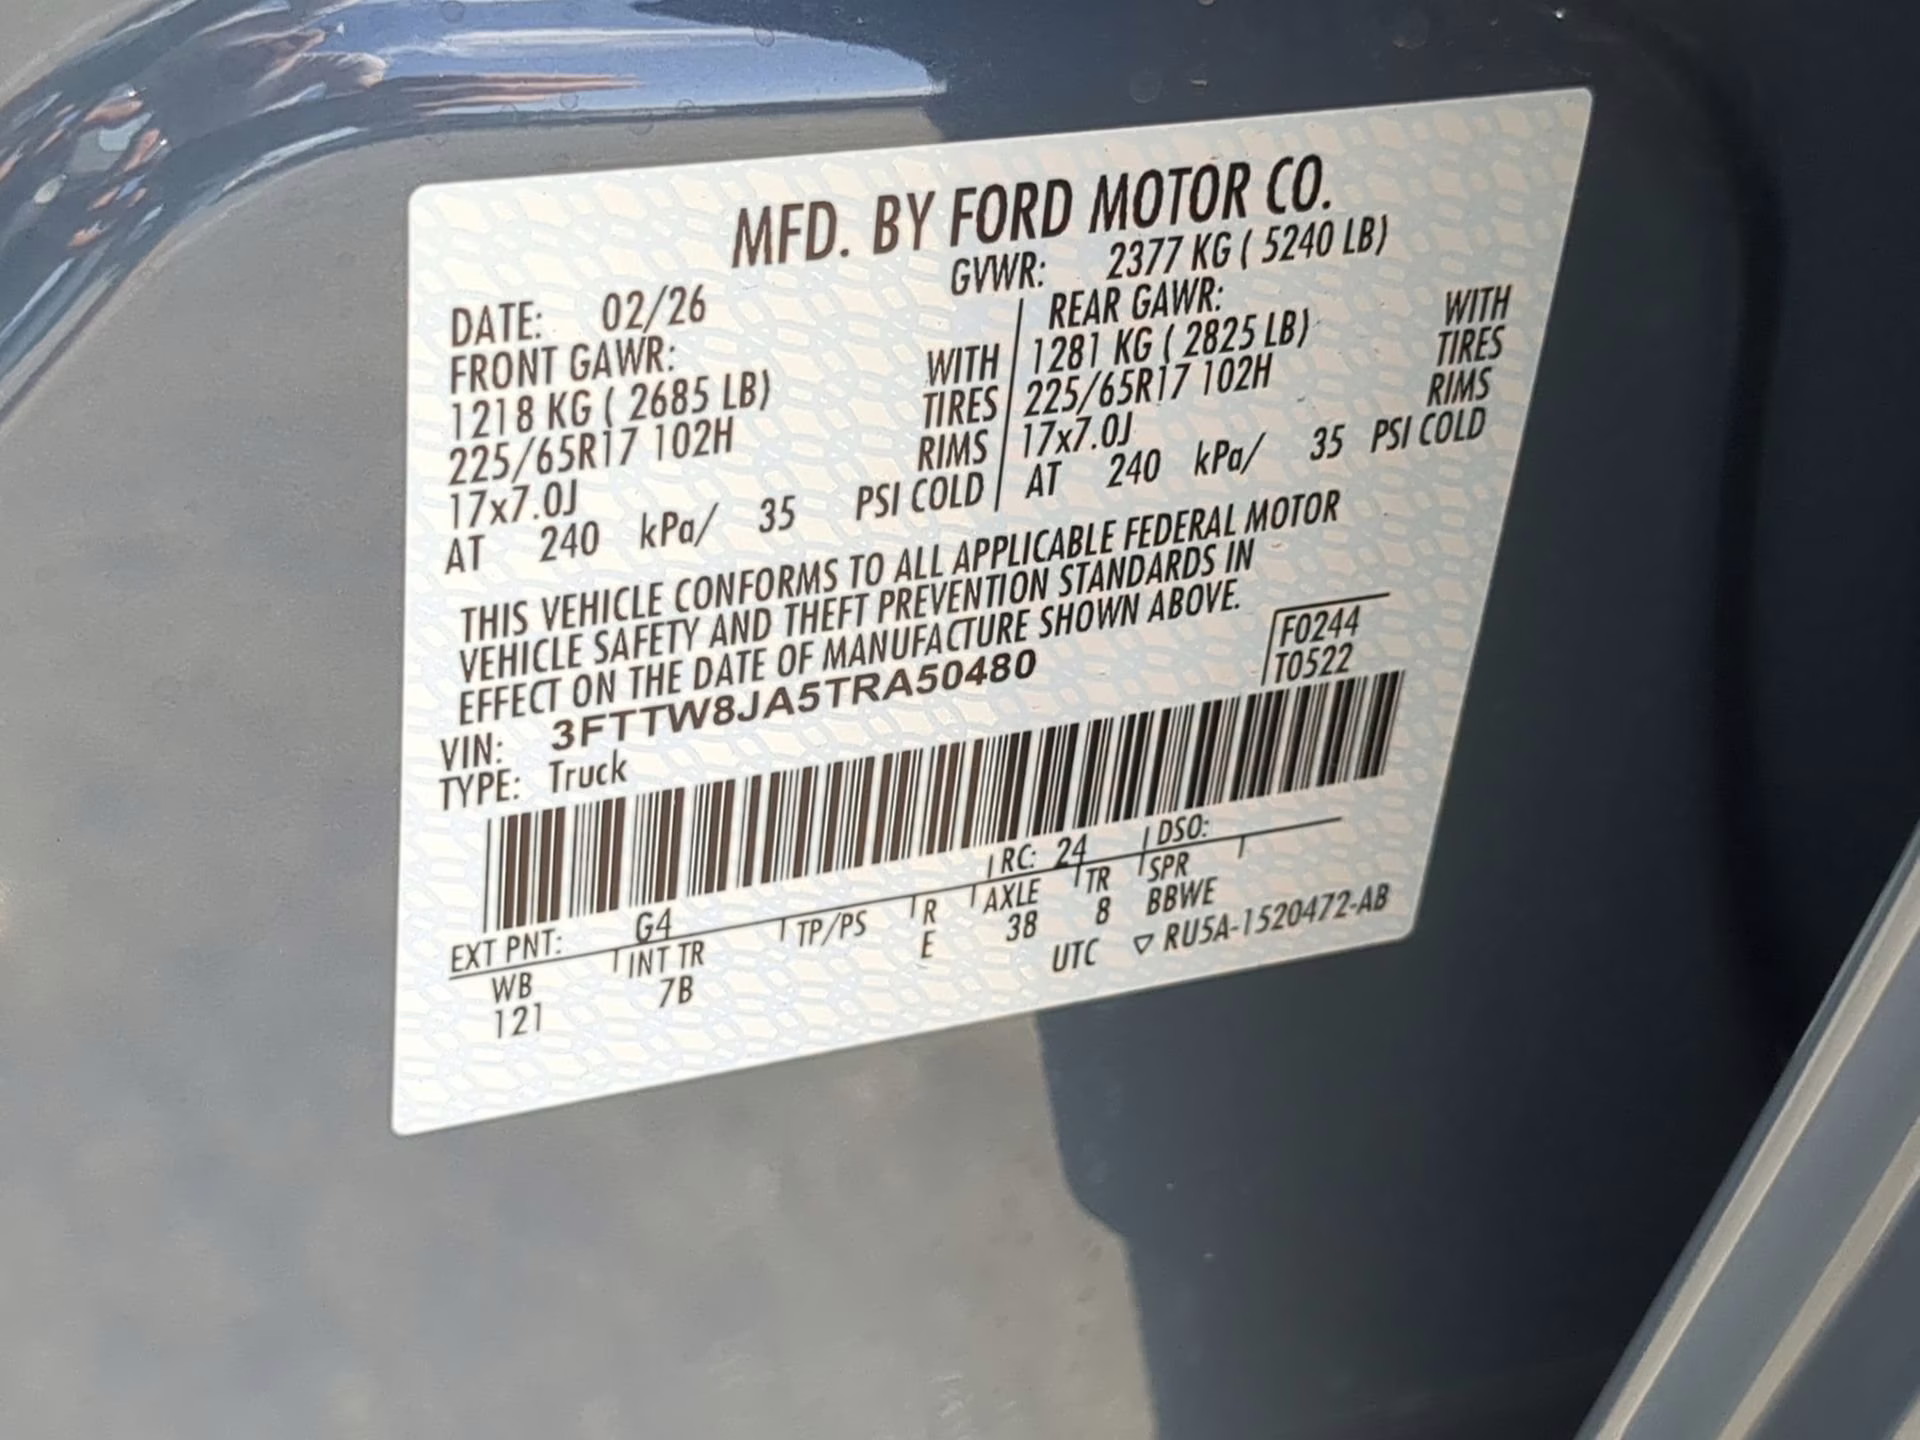 MFD. BY FORD MOTOR CO.
DATE: 02/26 GVWR: 2377 KG ( 5240 LB)
FRONT GAWR: REAR GAWR:
1218 KG ( 2685 LB) WITH 1281 KG ( 2825 LB) WITH
225/65R17 102H TIRES 225/65R17 102H TIRES
17x7.0J RIMS 17x7.0J RIMS
AT 240 kPa/ 35 PSI COLD AT 240 kPa/ 35 PSI COLD
THIS VEHICLE CONFORMS TO ALL APPLICABLE FEDERAL MOTOR
VEHICLE SAFETY AND THEFT PREVENTION STANDARDS IN
EFFECT ON THE DATE OF MANUFACTURE SHOWN ABOVE.
F0244
VIN: 3FTTW8JA5TRA50480 T0522
TYPE: Truck
EXT PNT: G4 RC: 24 DSO:
WB INT TR TP/PS R AXLE TR SPR
121 7B E 38 8 BBWE
UTC ▽ RU5A-1520472-AB